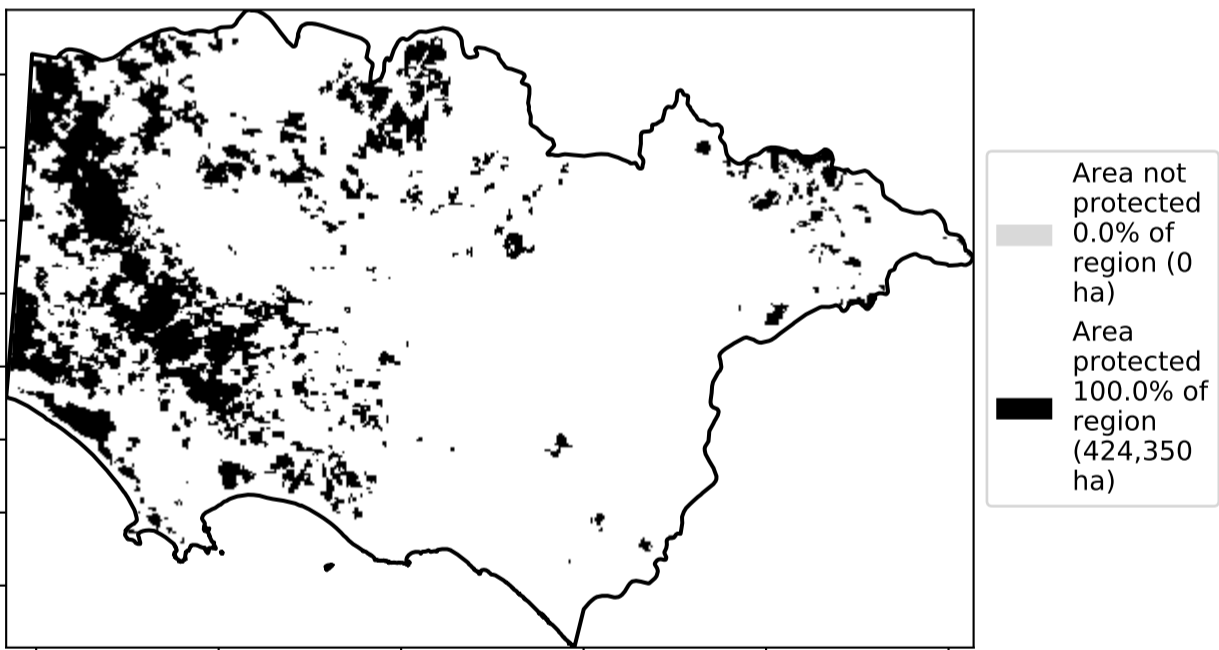 Area not
protected
0.0% of
region (0
ha)
Area
protected
100.0% of
region
(424,350
ha)